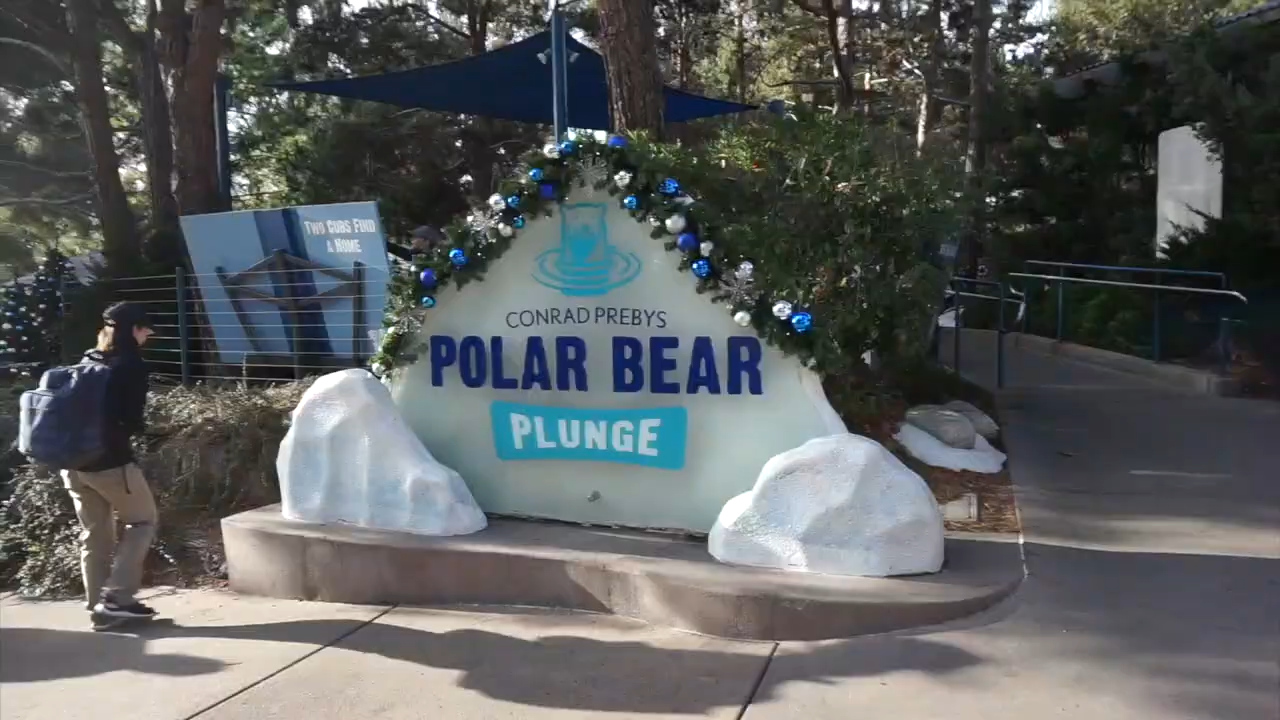 Two Cubs Find
a Home
CONRAD PREBYS
POLAR BEAR
PLUNGE